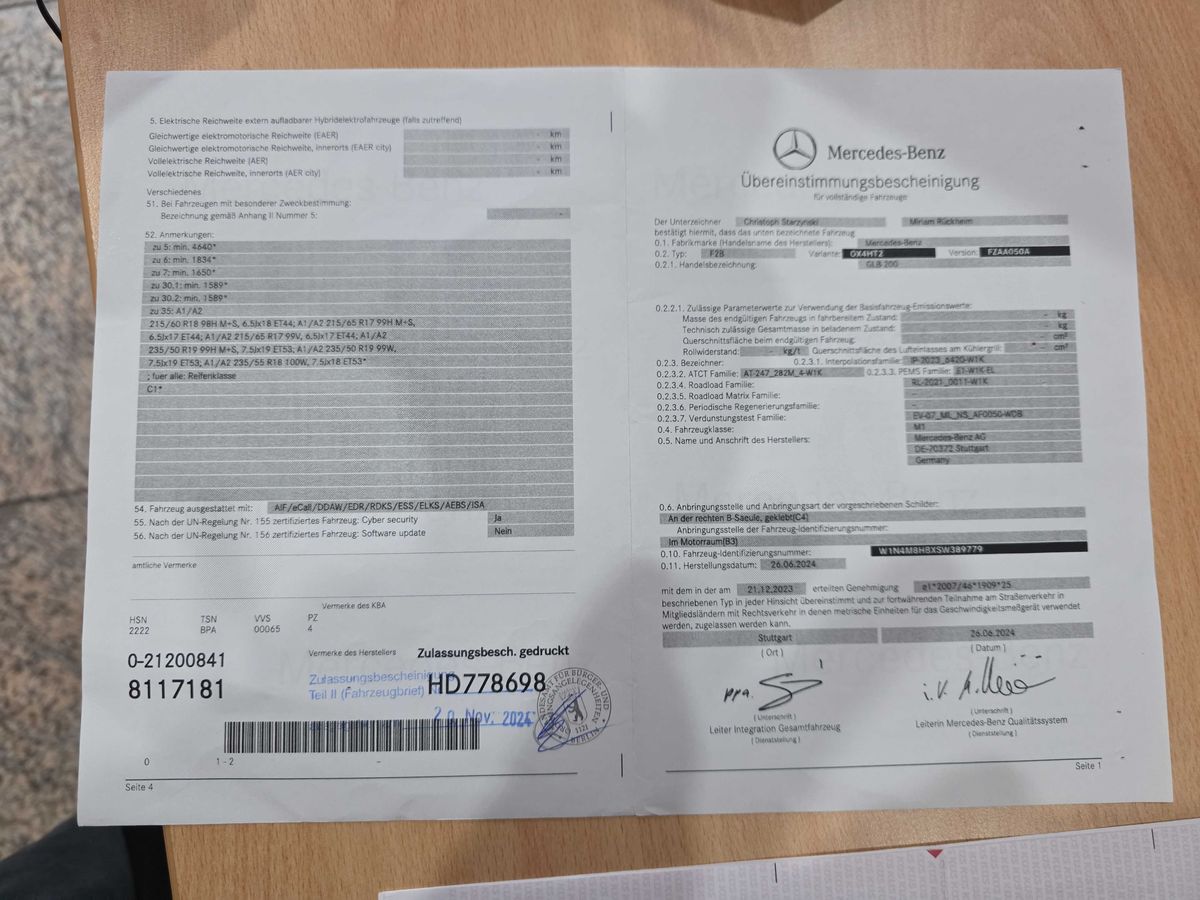 5. Elektrische Reichweite extern aufladbarer Hybridelektrofahrzeuge (falls zutreffend)
Gleichwertige elektromotorische Reichweite (EAER) - km
Gleichwertige elektromotorische Reichweite, innerorts (EAER city) - km
Vollelektrische Reichweite (AER) - km
Vollelektrische Reichweite, innerorts (AER city) - km
Verschiedenes
51. Bei Fahrzeugen mit besonderer Zweckbestimmung:
Bezeichnung gemäß Anhang II Nummer 5: -
52. Anmerkungen:
zu 5: min. 4640*
zu 6: min. 1834*
zu 7: min. 1650*
zu 30.1: min. 1589*
zu 30.2: min. 1589*
zu 35: A1/A2
215/60 R18 98H M+S, 6.5Jx18 ET44; A1/A2 215/65 R17 99H M+S,
6.5Jx17 ET44; A1/A2 215/65 R17 99V, 6.5Jx17 ET44; A1/A2
235/50 R19 99H M+S, 7.5Jx19 ET53; A1/A2 235/50 R19 99W,
7.5Jx19 ET53; A1/A2 235/55 R18 100W, 7.5Jx18 ET53*
; fuer alle: Reifenklasse
C1*
54. Fahrzeug ausgestattet mit: AIF/eCall/DDAW/EDR/RDKS/ESS/ELKS/AEBS/ISA
55. Nach der UN-Regelung Nr. 155 zertifiziertes Fahrzeug: Cyber security Ja
56. Nach der UN-Regelung Nr. 156 zertifiziertes Fahrzeug: Software update Nein
amtliche Vermerke
Vermerke des KBA
HSN TSN VVS PZ
2222 BPA 00065 4
Vermerke des Herstellers Zulassungsbesch. gedruckt
0-21200841
8117181
Zulassungsbescheinigung
Teil II (Fahrzeugbrief)
HD778698
20. Nov. 2024
BERLIN
0 1 - 2 -
Seite 4
Mercedes-Benz
Übereinstimmungsbescheinigung
für vollständige Fahrzeuge
Der Unterzeichner Christoph Starzynski Miriam Rückheim
bestätigt hiermit, dass das unten bezeichnete Fahrzeug
0.1. Fabrikmarke (Handelsname des Herstellers): Mercedes-Benz
0.2. Typ: F2B Variante: OX4HTZ Version: FZAA050A
0.2.1. Handelsbezeichnung: GLB 200
0.2.2.1. Zulässige Parameterwerte zur Verwendung der Basisfahrzeug-Emissionswerte:
Masse des endgültigen Fahrzeugs in fahrbereitem Zustand: - kg
Technisch zulässige Gesamtmasse in beladenem Zustand: - kg
Querschnittsfläche beim endgültigen Fahrzeug: - cm²
Rollwiderstand: - kg/t Querschnittsfläche des Lufteinlasses am Kühlergrill: - cm²
0.2.3. Bezeichner: 0.2.3.1. Interpolationsfamilie: IP-2023_6420-W1K
0.2.3.2. ATCT Familie: AT-247_282M_4-W1K 0.2.3.3. PEMS Familie: E1-W1K-EL
0.2.3.4. Roadload Familie: RL-2021_0011-W1K
0.2.3.5. Roadload Matrix Familie: -
0.2.3.6. Periodische Regenerierungsfamilie: -
0.2.3.7. Verdunstungstest Familie: EV-07_ML_NS_AF0050-WDB
0.4. Fahrzeugklasse: M1
0.5. Name und Anschrift des Herstellers: Mercedes-Benz AG
DE-70372 Stuttgart
Germany
0.6. Anbringungsstelle und Anbringungsart der vorgeschriebenen Schilder:
An der rechten B-Saeule, geklebt(C4)
Anbringungsstelle der Fahrzeug-Identifizierungsnummer:
Im Motorraum(B3)
0.10. Fahrzeug-Identifizierungsnummer: W1N4M8HBXSW389779
0.11. Herstellungsdatum: 26.06.2024
mit dem in der am 21.12.2023 erteilten Genehmigung e1*2007/46*1909*25
beschriebenen Typ in jeder Hinsicht übereinstimmt und zur fortwährenden Teilnahme am Straßenverkehr in
Mitgliedsländern mit Rechtsverkehr in denen metrische Einheiten für das Geschwindigkeitsmeßgerät verwendet
werden, zugelassen werden kann.
Stuttgart 26.06.2024
( Ort ) ( Datum )
ppa. i.V.
( Unterschrift ) ( Unterschrift )
Leiter Integration Gesamtfahrzeug Leiterin Mercedes-Benz Qualitätssystem
( Dienststellung ) ( Dienststellung )
Seite 1